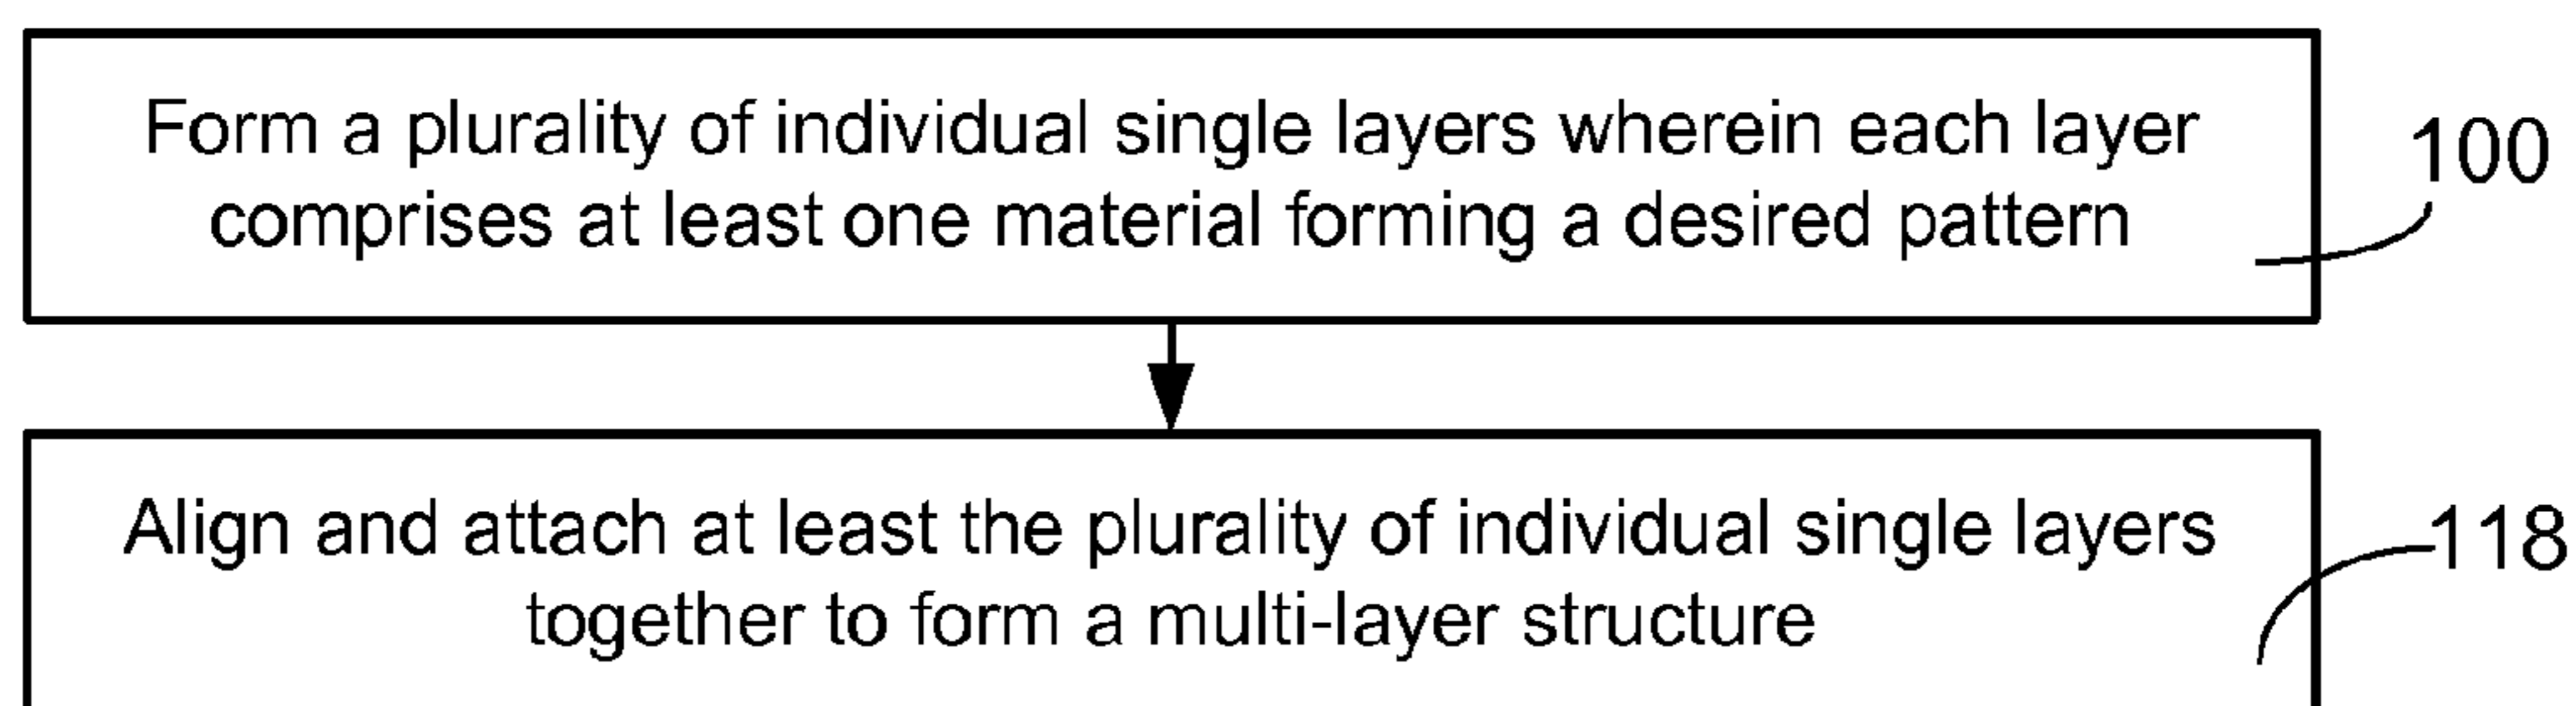 Form a plurality of individual single layers wherein each layer
comprises at least one material forming a desired pattern
100
Align and attach at least the plurality of individual single layers
together to form a multi-layer structure
118